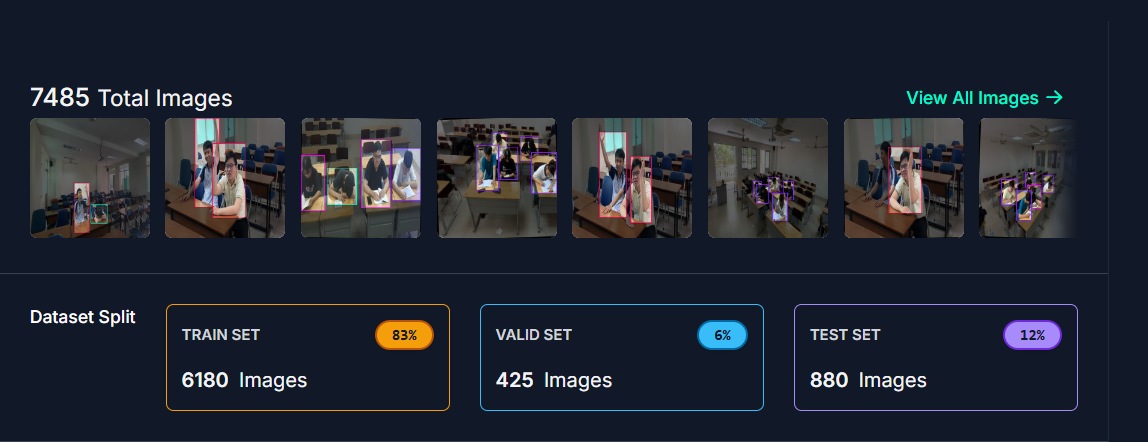 7485 Total Images
View All Images →
Dataset Split
TRAIN SET
83%
6180 Images
VALID SET
6%
425 Images
TEST SET
12%
880 Images